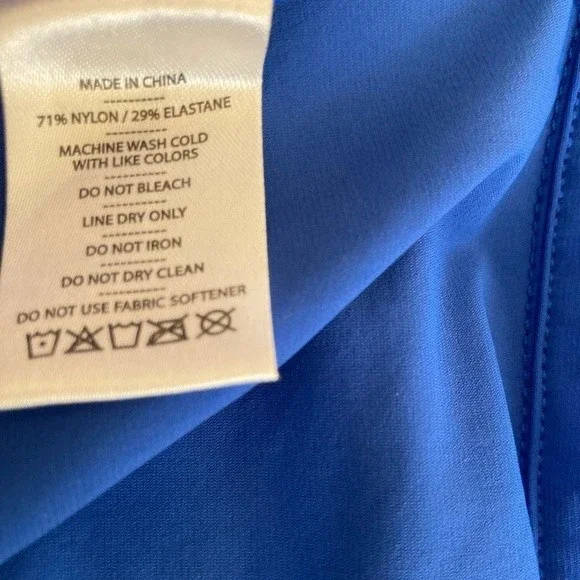 MADE IN CHINA
----------
71% NYLON / 29% ELASTANE
----------
MACHINE WASH COLD
WITH LIKE COLORS
----------
DO NOT BLEACH
----------
LINE DRY ONLY
----------
DO NOT IRON
----------
DO NOT DRY CLEAN
----------
DO NOT USE FABRIC SOFTENER